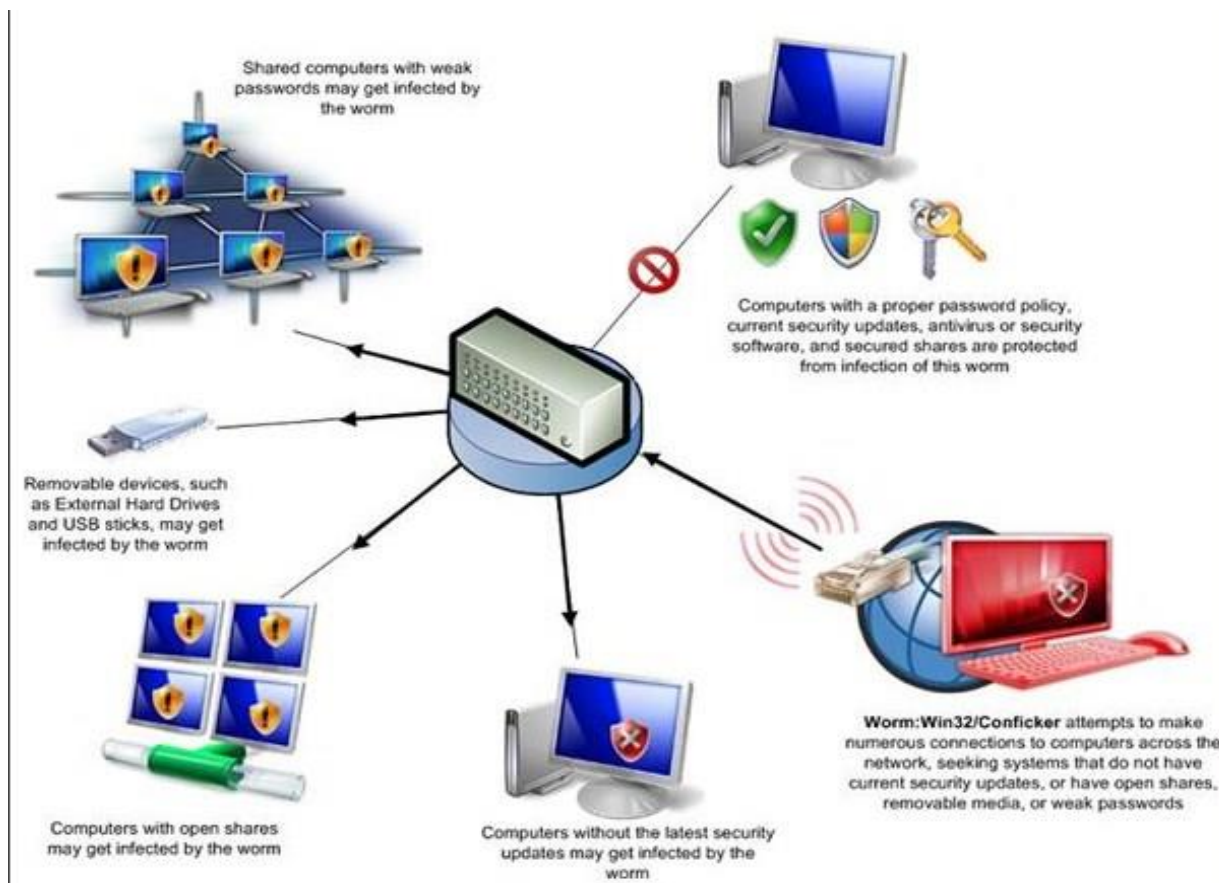 Shared computers with weak
passwords may get infected by
the worm
Computers with a proper password policy,
current security updates, antivirus or security
software, and secured shares are protected
from infection of this worm
Removable devices, such
as External Hard Drives
and USB sticks, may get
infected by the worm
Worm:Win32/Conficker attempts to make
numerous connections to computers across the
network, seeking systems that do not have
current security updates, or have open shares,
removable media, or weak passwords
Computers with open shares
may get infected by the worm
Computers without the latest security
updates may get infected by the
worm